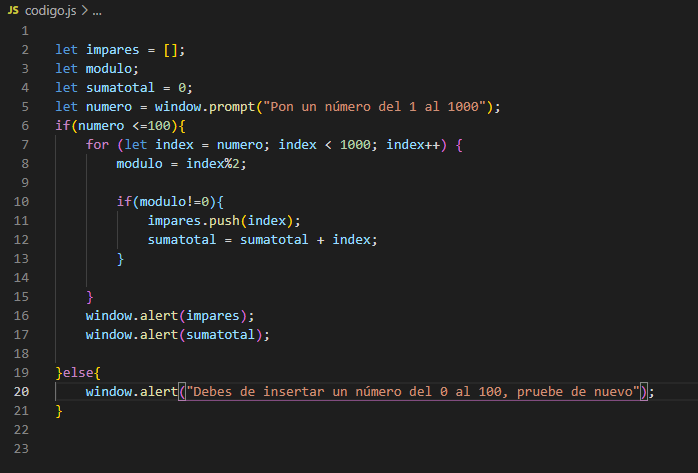 JS codigo.js > ...
1
2 let impares = [];
3 let modulo;
4 let sumatotal = 0;
5 let numero = window.prompt("Pon un número del 1 al 1000");
6 if(numero <=100){
7 for (let index = numero; index < 1000; index++) {
8 modulo = index%2;
9
10 if(modulo!=0){
11 impares.push(index);
12 sumatotal = sumatotal + index;
13 }
14
15 }
16 window.alert(impares);
17 window.alert(sumatotal);
18
19 }else{
20 window.alert("Debes de insertar un número del 0 al 100, pruebe de nuevo");
21 }
22
23